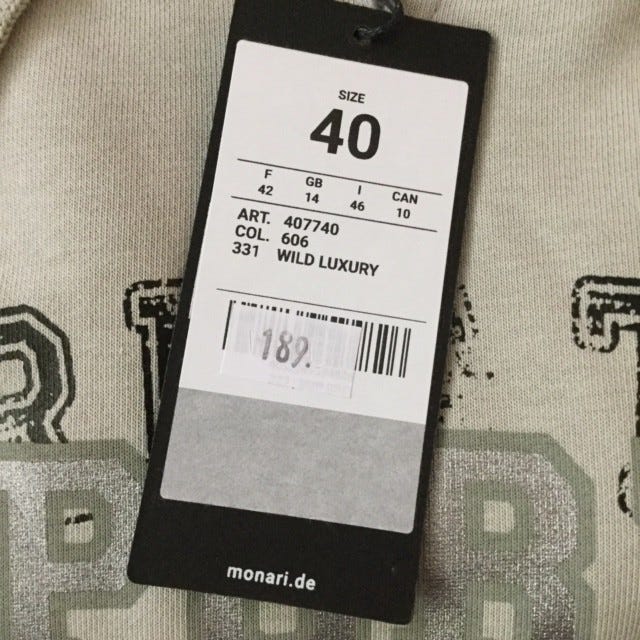 SIZE
40
F GB I CAN
42 14 46 10
ART. 407740
COL. 606
331 WILD LUXURY
189.
monari.de